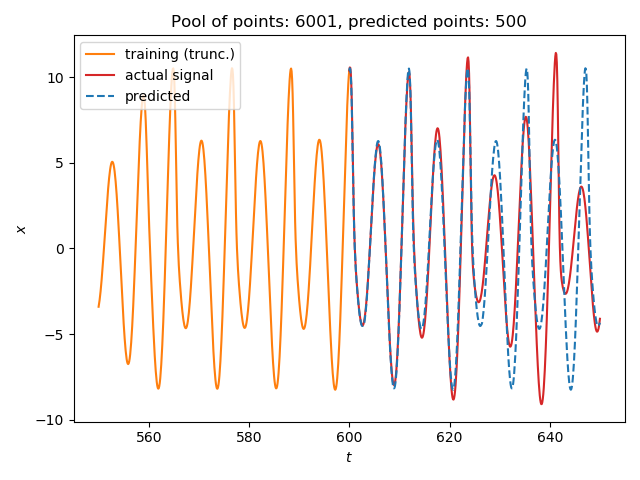 Pool of points: 6001, predicted points: 500
training (trunc.)
actual signal
predicted
10
5
0
−5
−10
x
560
580
600
620
640
t